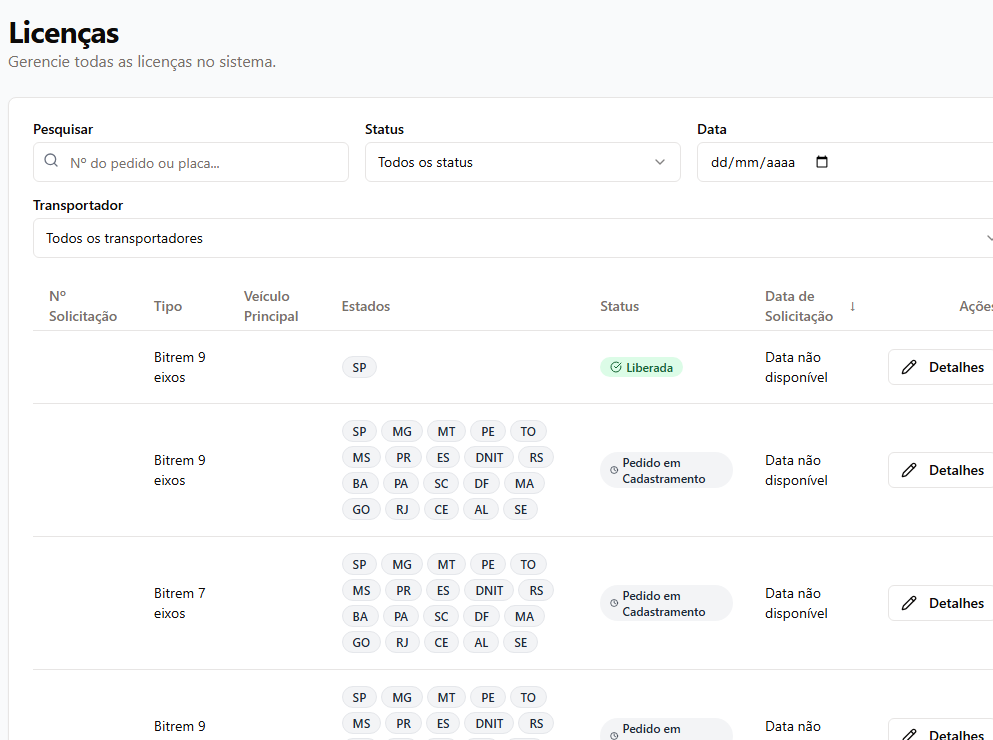 Licenças
Gerencie todas as licenças no sistema.
Pesquisar
Nº do pedido ou placa...
Status
Todos os status
Data
dd/mm/aaaa
Transportador
Todos os transportadores
Nº
Solicitação
Tipo
Veículo
Principal
Estados
Status
Data de
Solicitação
↓
Ações
Bitrem 9
eixos
SP
Liberada
Data não
disponível
Detalhes
Bitrem 9
eixos
SP MG MT PE TO
MS PR ES DNIT RS
BA PA SC DF MA
GO RJ CE AL SE
Pedido em
Cadastramento
Data não
disponível
Detalhes
Bitrem 7
eixos
SP MG MT PE TO
MS PR ES DNIT RS
BA PA SC DF MA
GO RJ CE AL SE
Pedido em
Cadastramento
Data não
disponível
Detalhes
Bitrem 9
SP MG MT PE TO
MS PR ES DNIT RS
Pedido em
Data não
Detalhes